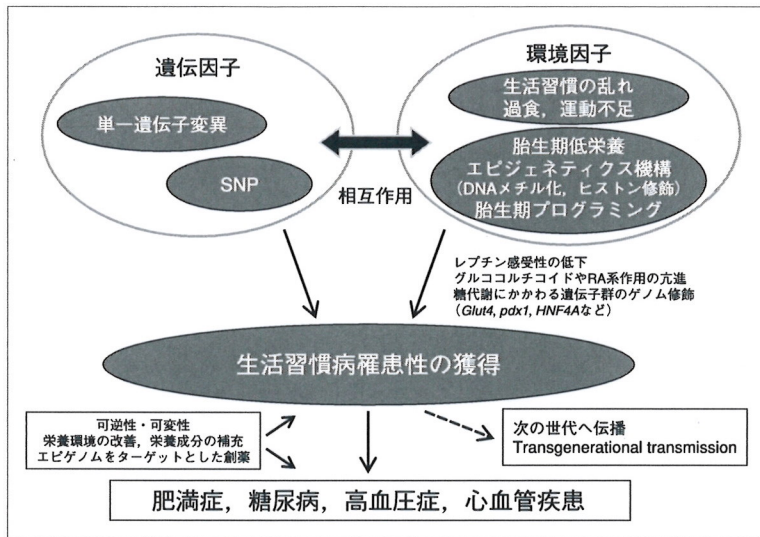 遺伝因子
単一遺伝子変異
SNP
環境因子
生活習慣の乱れ
過食，運動不足
胎生期低栄養
エピジェネティクス機構
（DNAメチル化，ヒストン修飾）
胎生期プログラミング
相互作用
レプチン感受性の低下
グルココルチコイドやRA系作用の亢進
糖代謝にかかわる遺伝子群のゲノム修飾
（Glut4, pdx1, HNF4Aなど）
生活習慣病罹患性の獲得
可逆性・可変性
栄養環境の改善，栄養成分の補充
エピゲノムをターゲットとした創薬
次の世代へ伝播
Transgenerational transmission
肥満症，糖尿病，高血圧症，心血管疾患